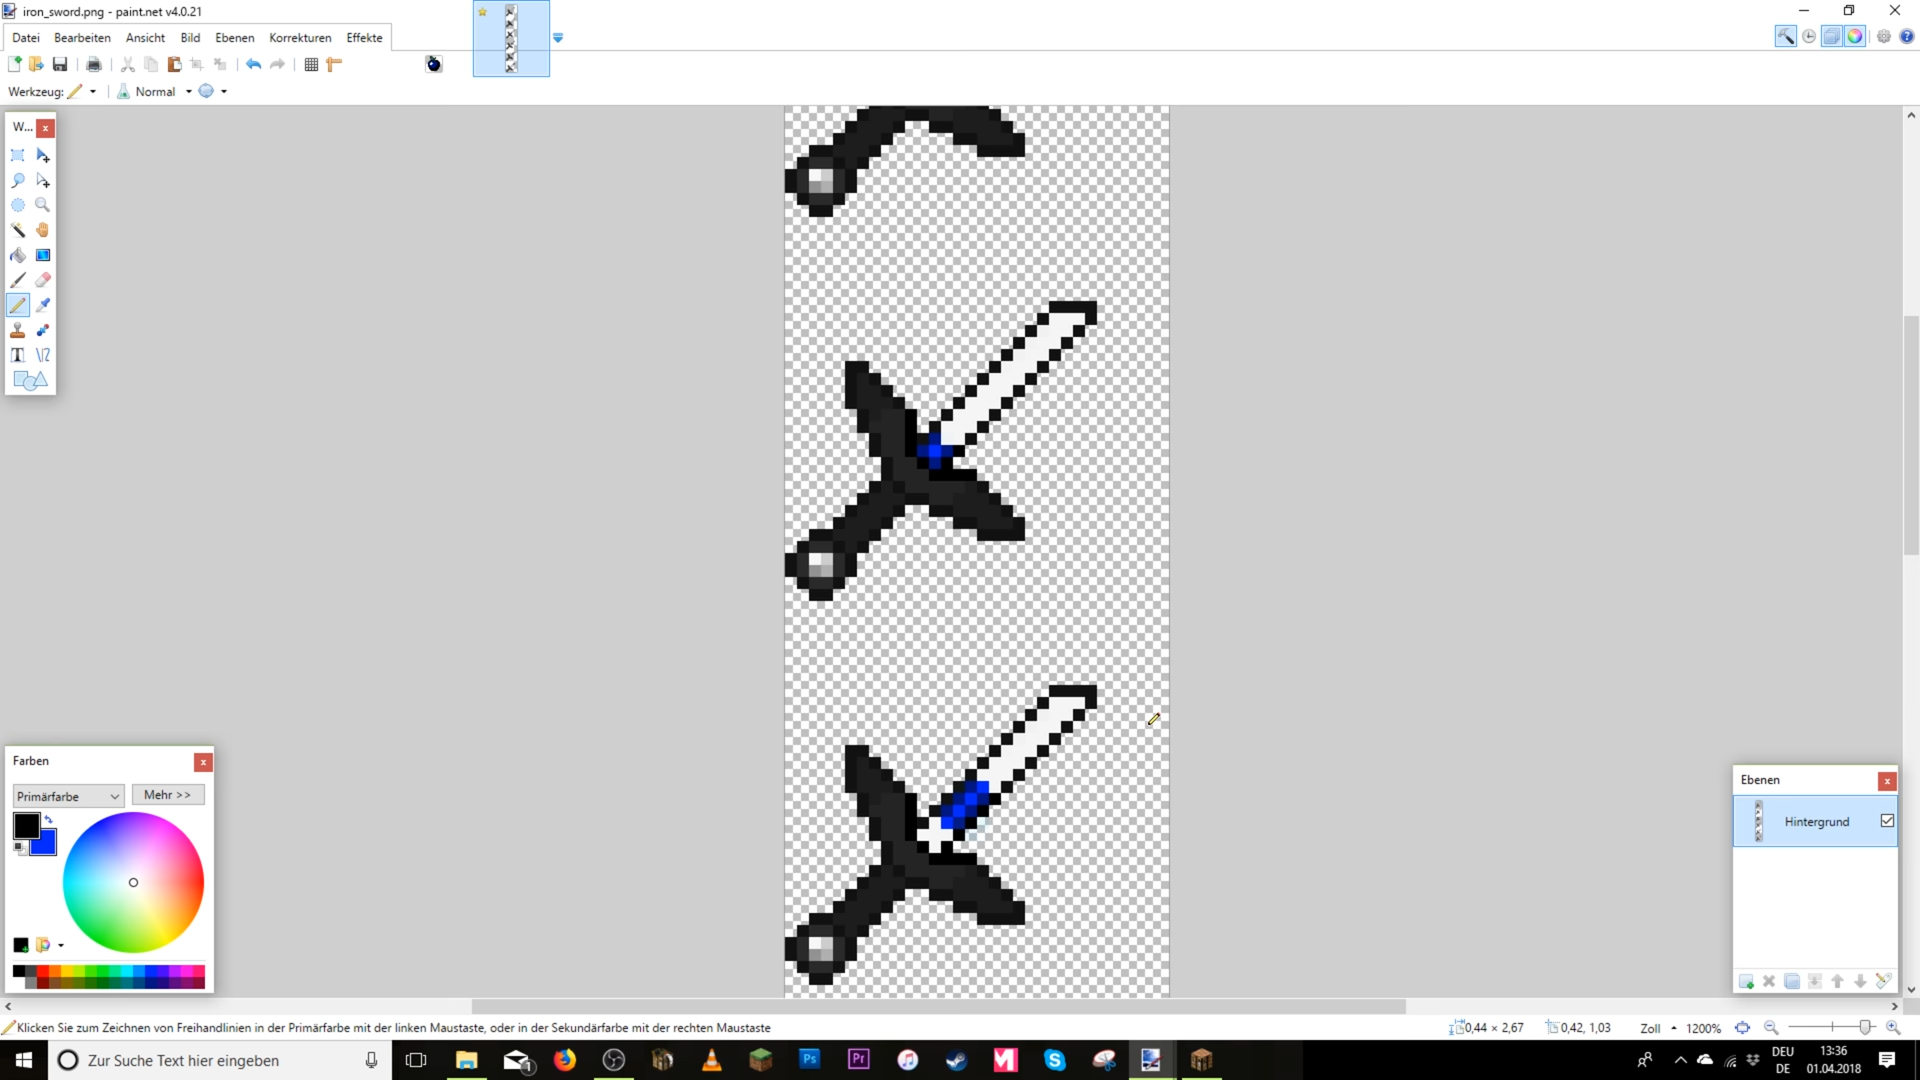 iron_sword.png - paint.net v4.0.21
Datei Bearbeiten Ansicht Bild Ebenen Korrekturen Effekte
Werkzeug: Normal
W...
Farben
Primärfarbe Mehr >>
Ebenen
Hintergrund
Klicken Sie zum Zeichnen von Freihandlinien in der Primärfarbe mit der linken Maustaste, oder in der Sekundärfarbe mit der rechten Maustaste
0,44 × 2,67 0,42, 1,03 Zoll 1200%
Zur Suche Text hier eingeben
1
Ps
Pr
DEU
DE
13:36
01.04.2018